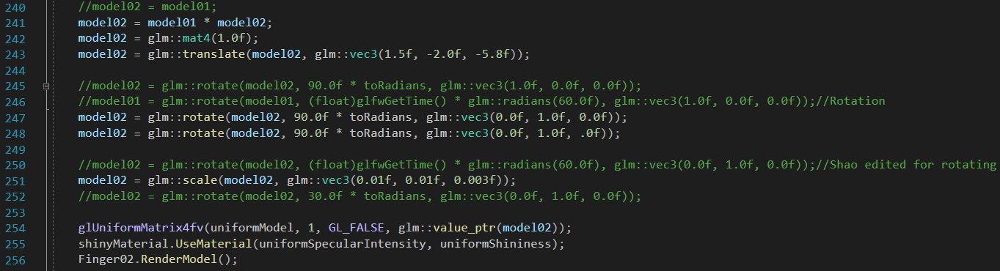 240 //model02 = model01;
241 model02 = model01 * model02;
242 model02 = glm::mat4(1.0f);
243 model02 = glm::translate(model02, glm::vec3(1.5f, -2.0f, -5.8f));
244
245 //model02 = glm::rotate(model02, 90.0f * toRadians, glm::vec3(1.0f, 0.0f, 0.0f));
246 //model01 = glm::rotate(model01, (float)glfwGetTime() * glm::radians(60.0f), glm::vec3(1.0f, 0.0f, 0.0f));//Rotation
247 model02 = glm::rotate(model02, 90.0f * toRadians, glm::vec3(0.0f, 1.0f, 0.0f));
248 model02 = glm::rotate(model02, 90.0f * toRadians, glm::vec3(0.0f, 1.0f, .0f));
249
250 //model02 = glm::rotate(model02, (float)glfwGetTime() * glm::radians(60.0f), glm::vec3(0.0f, 1.0f, 0.0f));//Shao edited for rotating
251 model02 = glm::scale(model02, glm::vec3(0.01f, 0.01f, 0.003f));
252 //model02 = glm::rotate(model02, 30.0f * toRadians, glm::vec3(0.0f, 1.0f, 0.0f));
253
254 glUniformMatrix4fv(uniformModel, 1, GL_FALSE, glm::value_ptr(model02));
255 shinyMaterial.UseMaterial(uniformSpecularIntensity, uniformShininess);
256 Finger02.RenderModel();